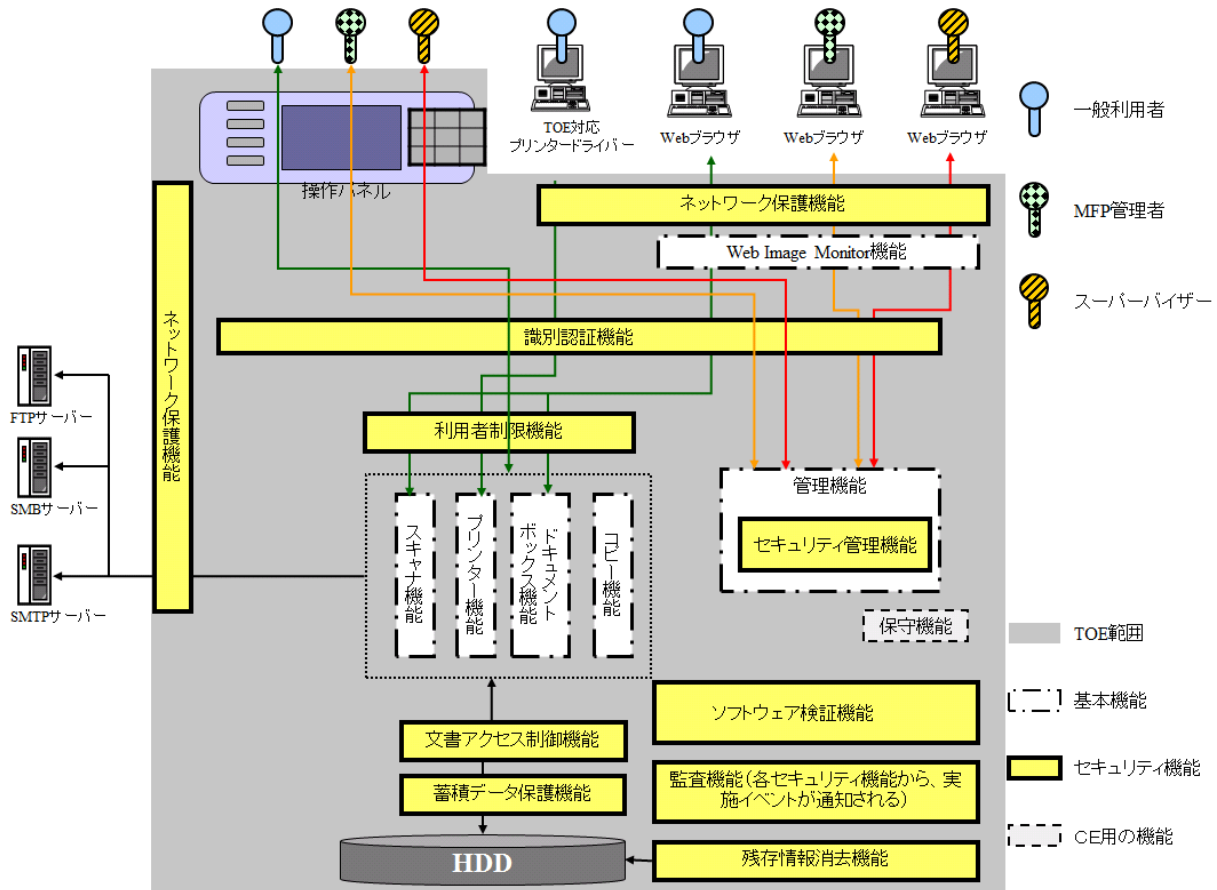 TOE対応
プリンタードライバー
Webブラウザ
Webブラウザ
Webブラウザ
一般利用者
操作パネル
ネットワーク保護機能
MFP管理者
Web Image Monitor機能
スーパーバイザー
ネットワーク保護機能
識別認証機能
FTPサーバー
SMBサーバー
SMTPサーバー
利用者制限機能
管理機能
セキュリティ管理機能
スキャナ機能
プリンター機能
ドキュメント
ボックス機能
コピー機能
保守機能
TOE範囲
基本機能
セキュリティ機能
CE用の機能
文書アクセス制御機能
蓄積データ保護機能
HDD
ソフトウェア検証機能
監査機能(各セキュリティ機能から、実
施イベントが通知される)
残存情報消去機能